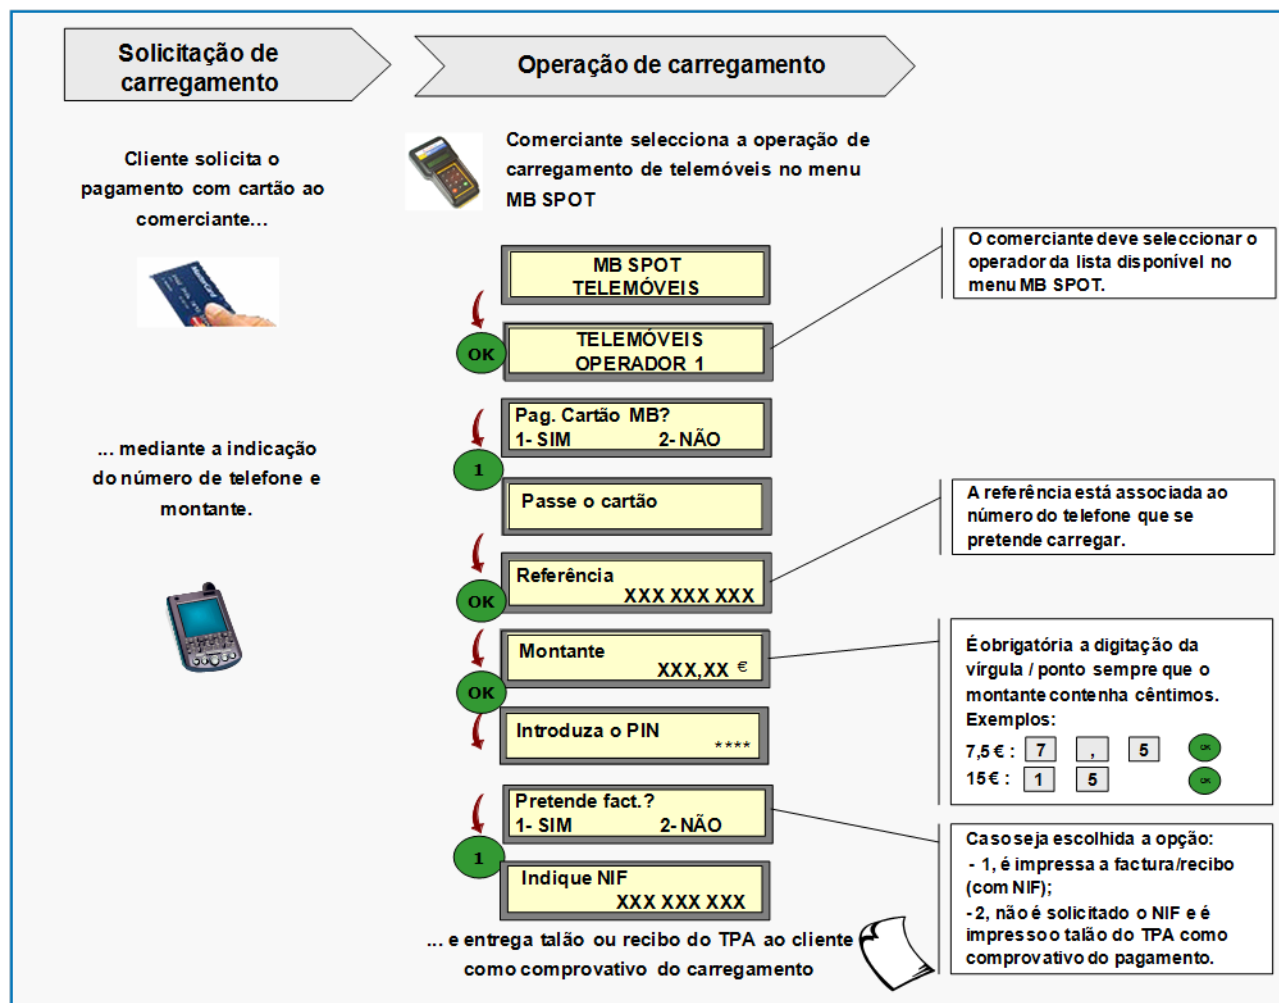 Solicitação de
carregamento
Operação de carregamento
Cliente solicita o
pagamento com cartão ao
comerciante...
MasterCard
... mediante a indicação
do número de telefone e
montante.
Comerciante selecciona a operação de
carregamento de telemóveis no menu
MB SPOT
MB SPOT
TELEMÓVEIS
OK
TELEMÓVEIS
OPERADOR 1
O comerciante deve seleccionar o
operador da lista disponível no
menu MB SPOT.
Pag. Cartão MB?
1- SIM 2- NÃO
1
Passe o cartão
OK
Referência
XXX XXX XXX
A referência está associada ao
número do telefone que se
pretende carregar.
Montante
XXX,XX €
OK
É obrigatória a digitação da
vírgula / ponto sempre que o
montante contenha cêntimos.
Exemplos:
7,5 € : 7 , 5 OK
15 € : 1 5 OK
Introduza o PIN
****
Pretende fact.?
1- SIM 2- NÃO
1
Indique NIF
XXX XXX XXX
Caso seja escolhida a opção:
- 1, é impressa a factura/recibo
(com NIF);
- 2, não é solicitado o NIF e é
impresso o talão do TPA como
comprovativo do pagamento.
... e entrega talão ou recibo do TPA ao cliente
como comprovativo do carregamento